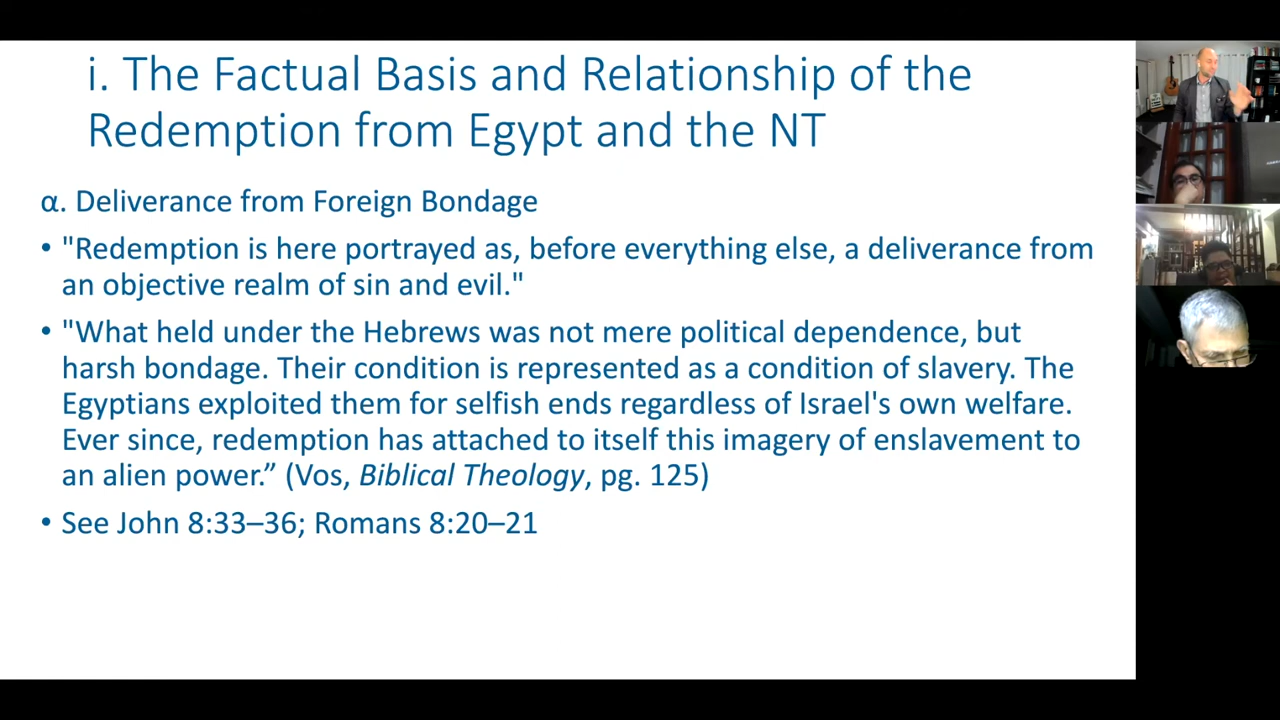 i. The Factual Basis and Relationship of the
Redemption from Egypt and the NT
α. Deliverance from Foreign Bondage
• "Redemption is here portrayed as, before everything else, a deliverance from
an objective realm of sin and evil."
• "What held under the Hebrews was not mere political dependence, but
harsh bondage. Their condition is represented as a condition of slavery. The
Egyptians exploited them for selfish ends regardless of Israel's own welfare.
Ever since, redemption has attached to itself this imagery of enslavement to
an alien power.” (Vos, Biblical Theology, pg. 125)
• See John 8:33–36; Romans 8:20–21